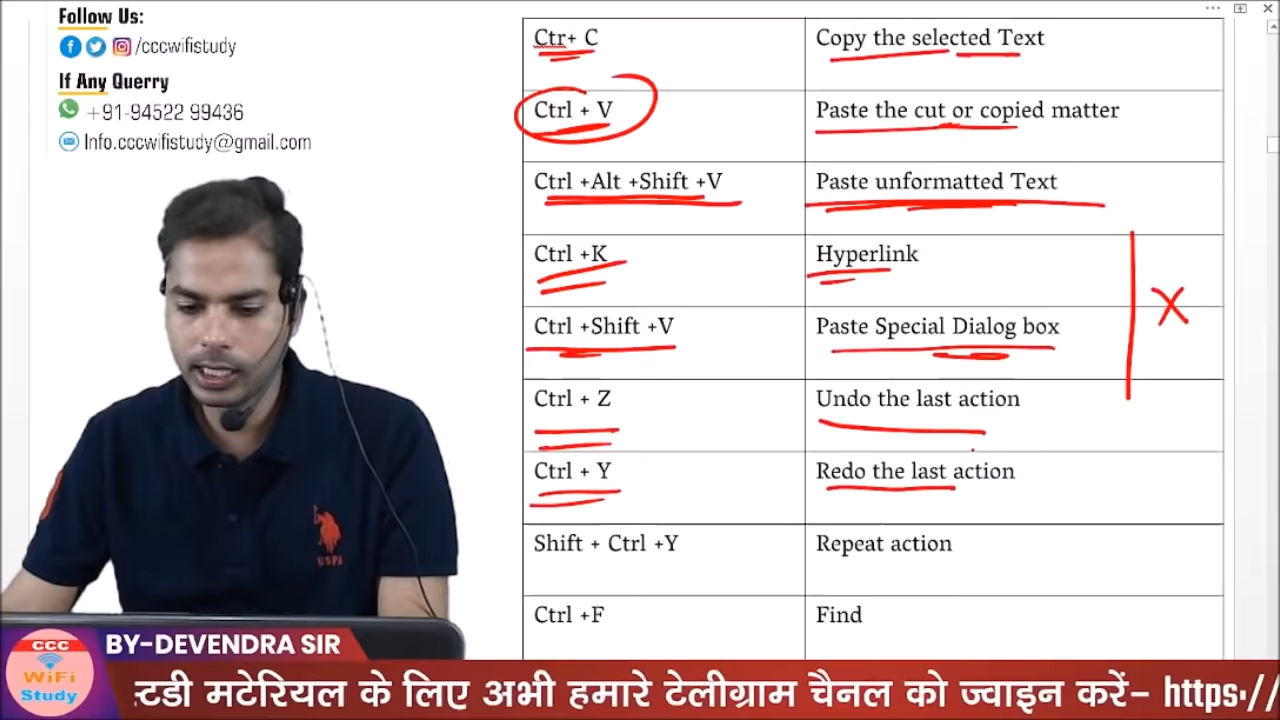 Follow Us:
/cccwifistudy
If Any Querry
+91-94522 99436
Info.cccwifistudy@gmail.com
Ctr+ C Copy the selected Text
Ctrl + V Paste the cut or copied matter
Ctrl +Alt +Shift +V Paste unformatted Text
Ctrl +K Hyperlink
Ctrl +Shift +V Paste Special Dialog box
X
Ctrl + Z Undo the last action
Ctrl + Y Redo the last action
Shift + Ctrl +Y Repeat action
Ctrl +F Find
USPA
CCC
WiFi
Study
BY-DEVENDRA SIR
मटेरियल के लिए अभी हमारे टेलीग्राम चैनल को ज्वाइन करें– https://